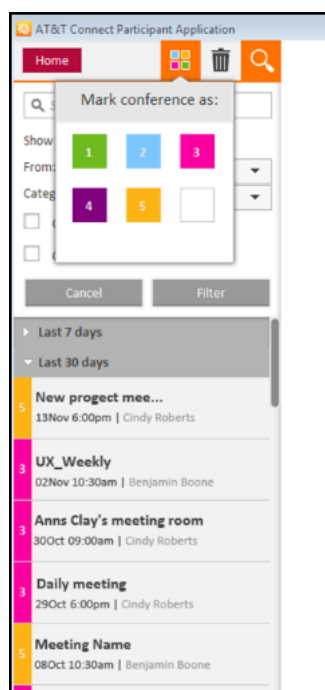 AT&T Connect Participant Application
Home
Mark conference as:
1 2 3
4 5
Show
From:
Categ
Cancel Filter
Last 7 days
Last 30 days
5
New progect mee...
13Nov 6:00pm | Cindy Roberts
3
UX_Weekly
02Nov 10:30am | Benjamin Boone
3
Anns Clay's meeting room
30Oct 09:00am | Cindy Roberts
3
Daily meeting
29Oct 6:00pm | Cindy Roberts
5
Meeting Name
08Oct 10:30am | Benjamin Boone